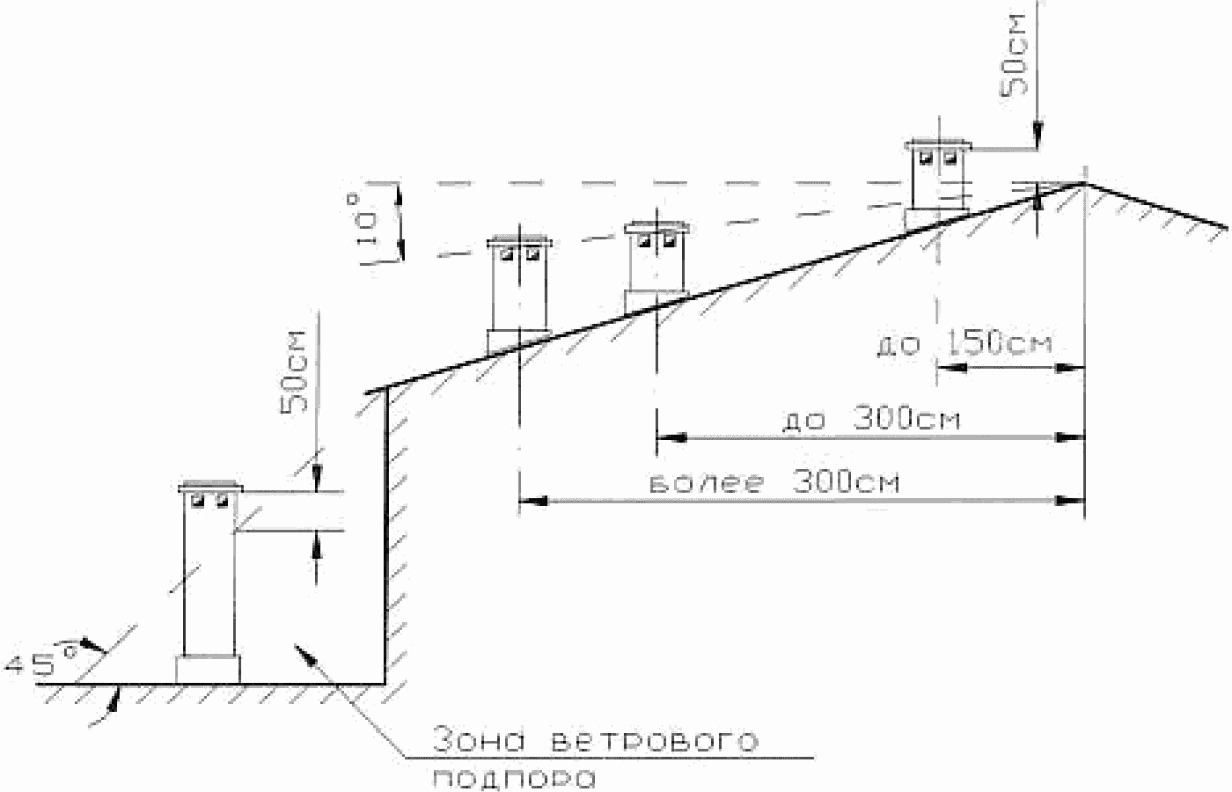 50см
10°
до 150см
50см
до 300см
более 300см
45°
Зона ветрового
подпора